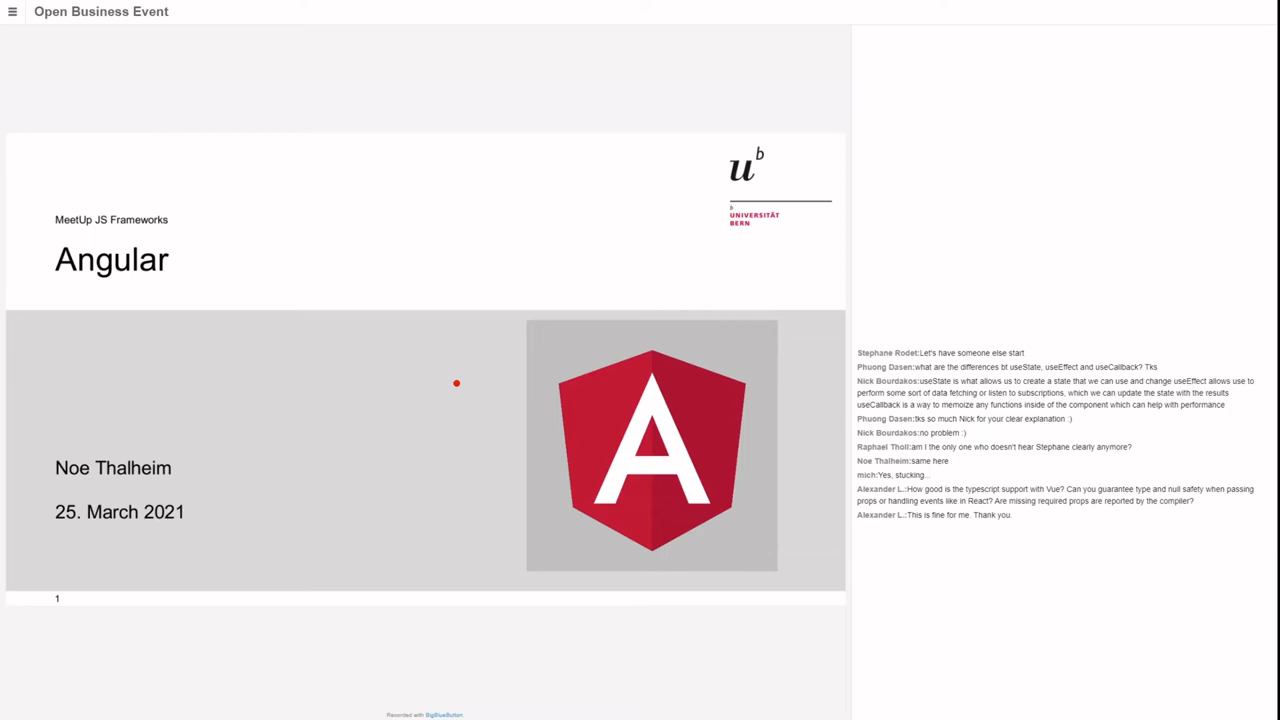 Open Business Event
u b
b
UNIVERSITÄT
BERN
MeetUp JS Frameworks
Angular
A
Noe Thalheim
25. March 2021
1
Stephane Rodet:Let's have someone else start
Phuong Dasen:what are the differences bt useState, useEffect and useCallback? Tks
Nick Bourdakos:useState is what allows us to create a state that we can use and change useEffect allows use to
perform some sort of data fetching or listen to subscriptions, which we can update the state with the results
useCallback is a way to memoize any functions inside of the component which can help with performance
Phuong Dasen:tks so much Nick for your clear explanation :)
Nick Bourdakos:no problem :)
Raphael Tholl:am I the only one who doesn't hear Stephane clearly anymore?
Noe Thalheim:same here
mich:Yes, stucking...
Alexander L.:How good is the typescript support with Vue? Can you guarantee type and null safety when passing
props or handling events like in React? Are missing required props are reported by the compiler?
Alexander L.:This is fine for me. Thank you.
Recorded with BigBlueButton.